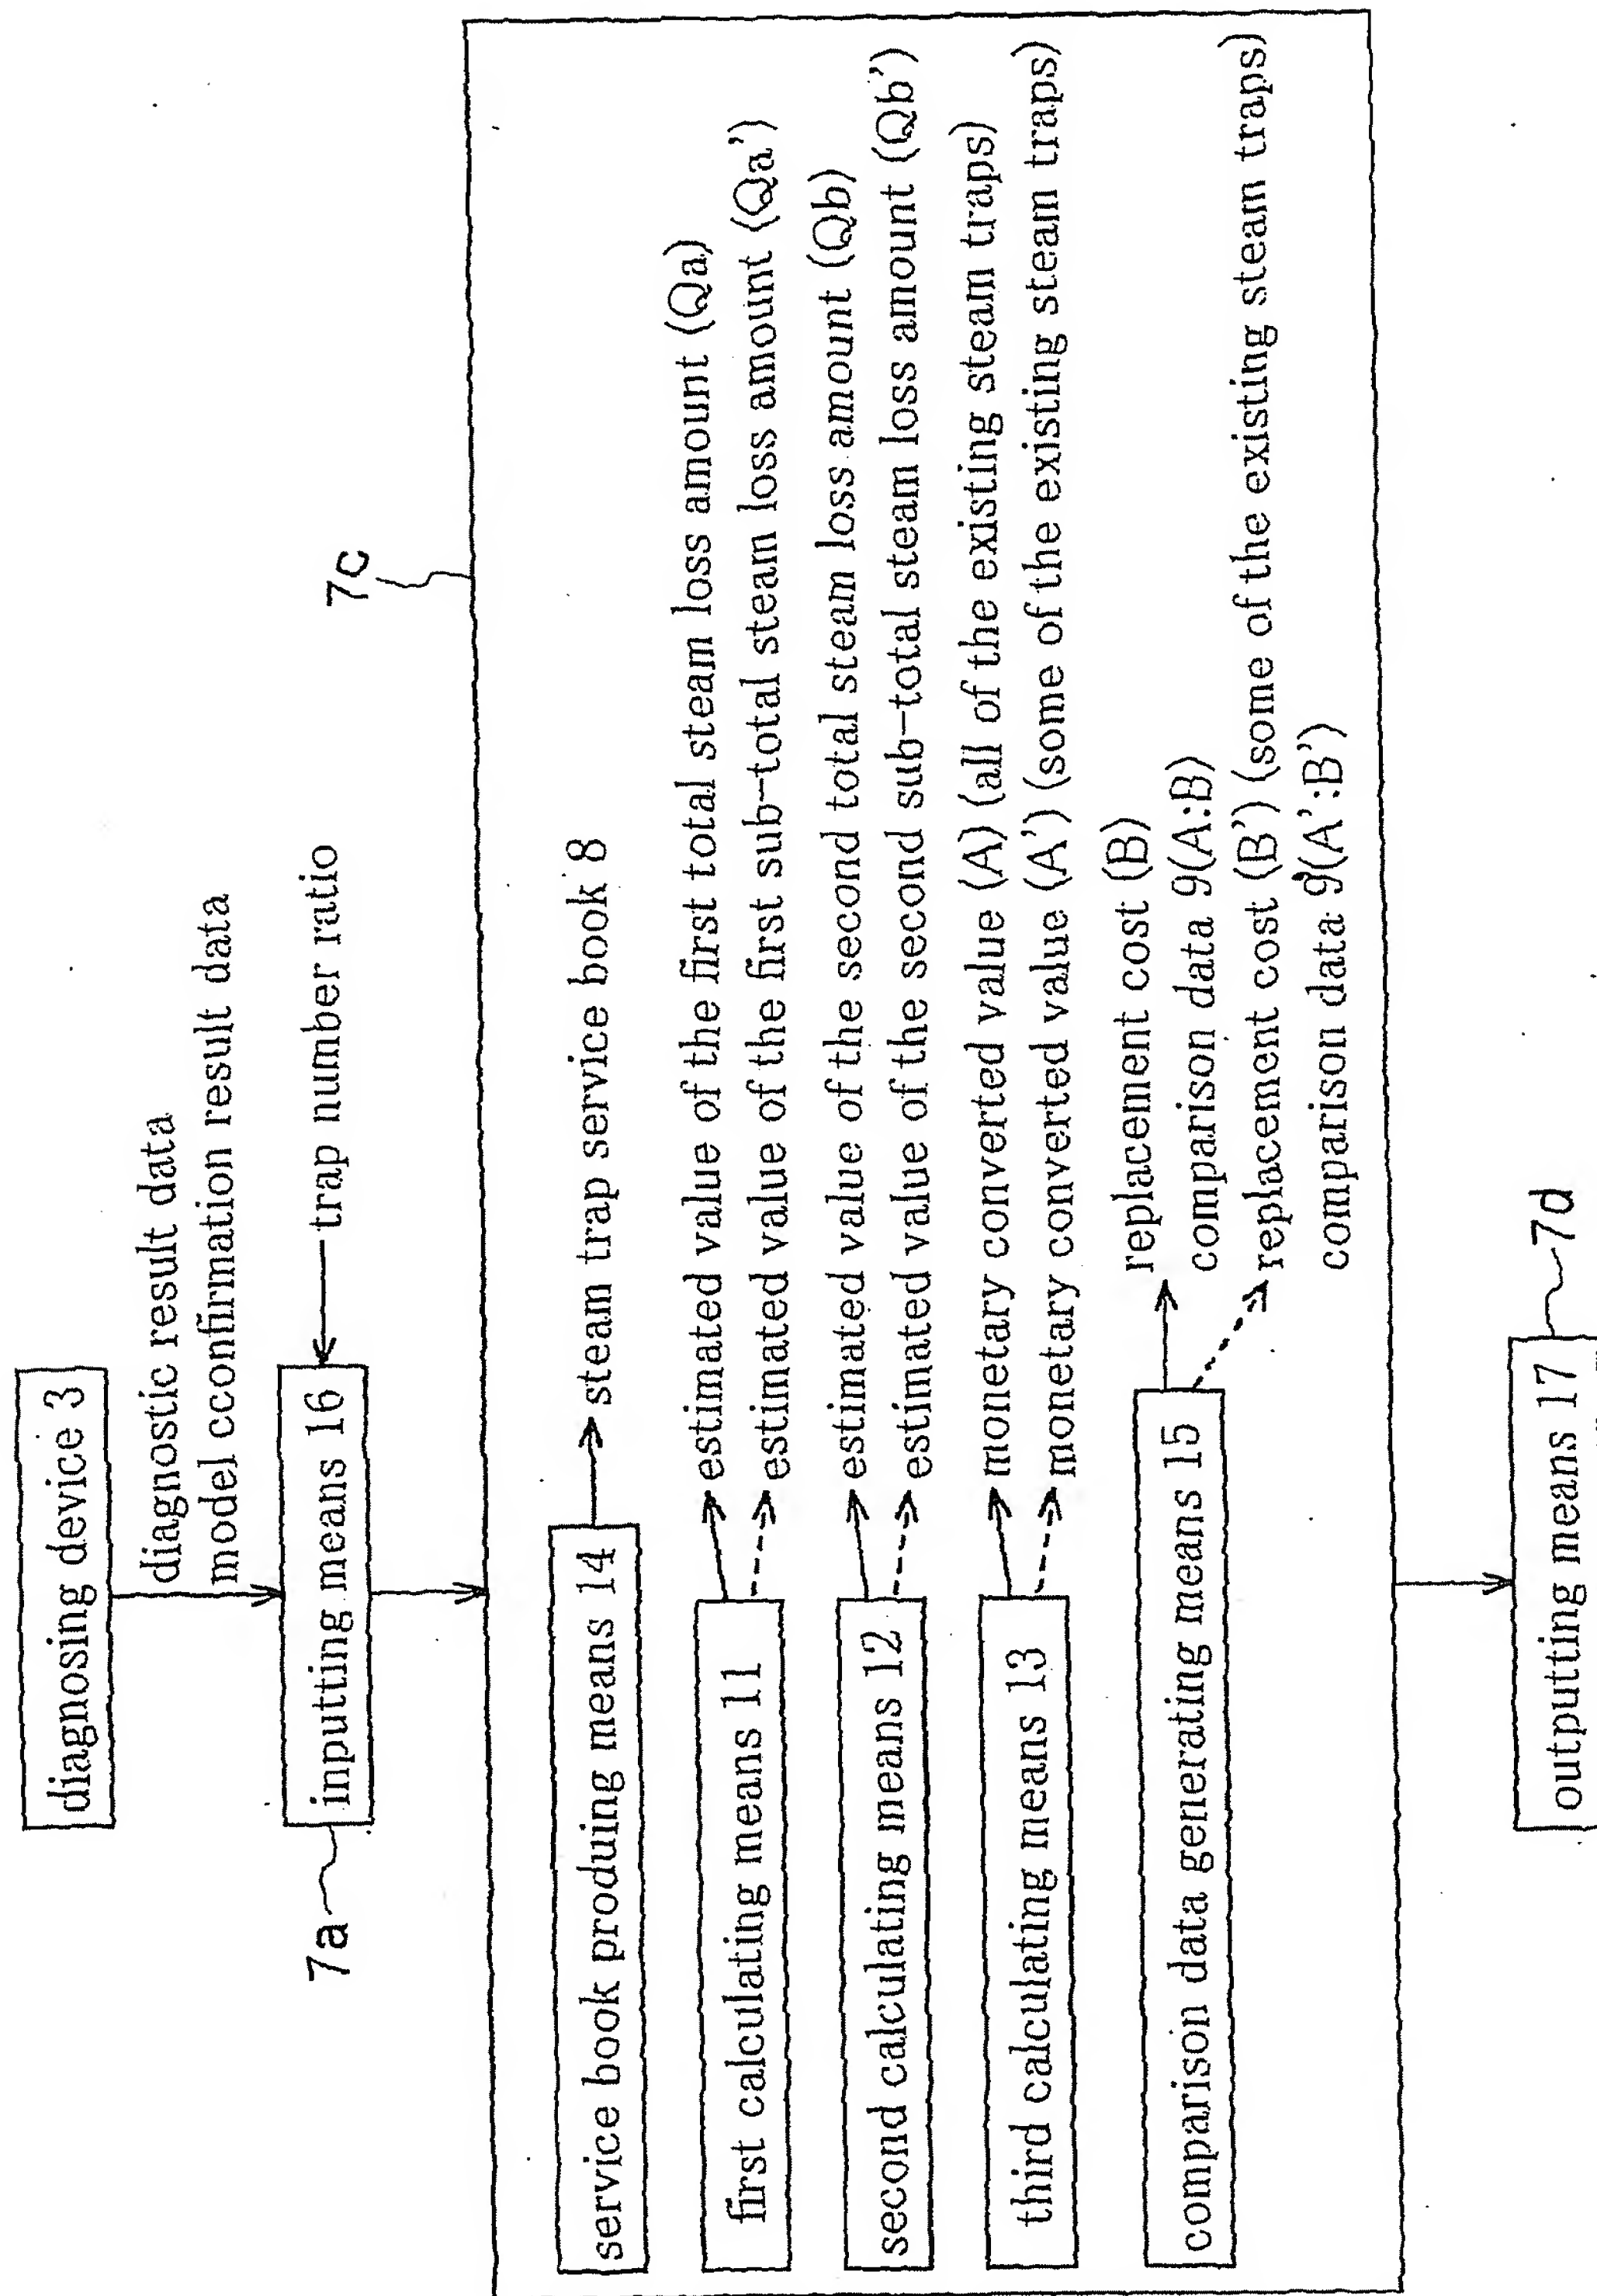 diagnosing device 3
diagnostic result data
model cconfirmation result data
7a
inputting means 16
trap number ratio
7c
service book produing means 14
steam trap service book 8
first calculating means 11
estimated value of the first total steam loss amount (Qa)
estimated value of the first sub-total steam loss amount (Qa')
second calculating means 12
estimated value of the second total steam loss amount (Qb)
estimated value of the second sub-total steam loss amount (Qb')
third calculating means 13
monetary converted value (A) (all of the existing steam traps)
monetary converted value (A') (some of the existing steam traps)
comparison data generating means 15
replacement cost (B)
comparison data 9(A:B)
replacement cost (B') (some of the existing steam traps)
comparison data 9'(A':B')
outputing means 17
7d